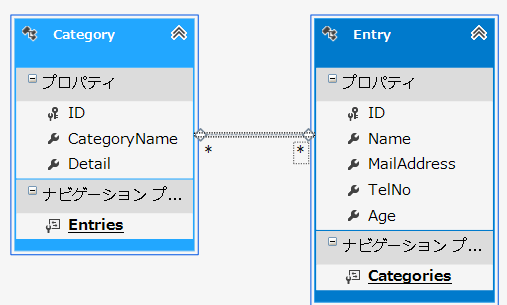 Category
プロパティ
ID
CategoryName
Detail
ナビゲーション プ...
Entries
*
*
Entry
プロパティ
ID
Name
MailAddress
TelNo
Age
ナビゲーション プ...
Categories